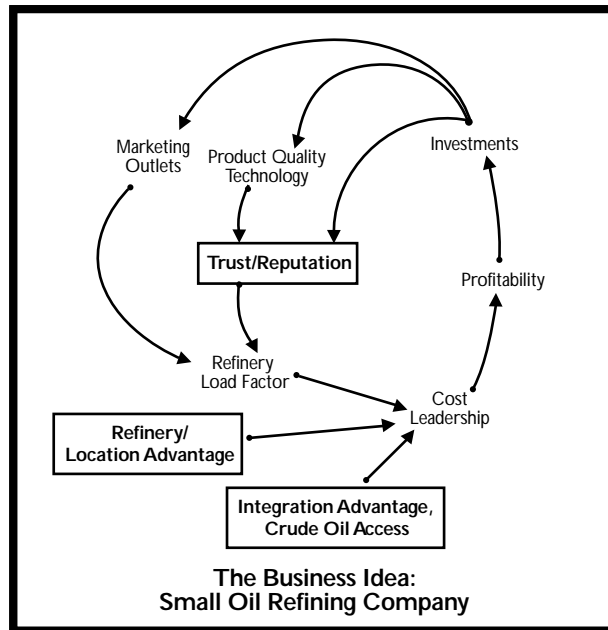 Marketing
Outlets
Product Quality
Technology
Investments
Trust/Reputation
Profitability
Refinery
Load Factor
Cost
Leadership
Refinery/
Location Advantage
Integration Advantage,
Crude Oil Access
The Business Idea:
Small Oil Refining Company